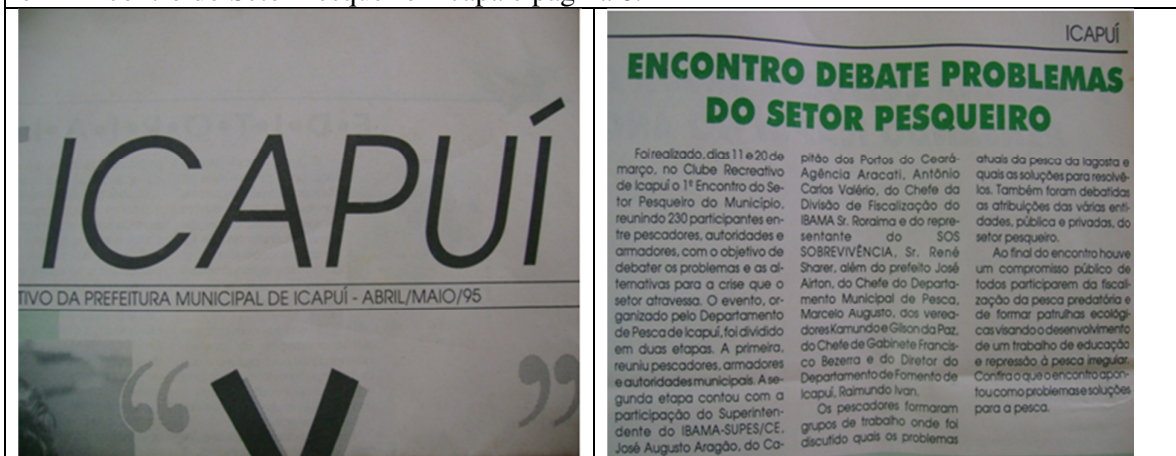 ICAPUÍ
TIVO DA PREFEITURA MUNICIPAL DE ICAPUÍ - ABRIL/MAIO/95
“ V ”
ICAPUÍ
ENCONTRO DEBATE PROBLEMAS
DO SETOR PESQUEIRO
Foi realizado, dias 11 e 20 de
março, no Clube Recreativo
de Icapuí o 1º Encontro do Se-
tor Pesqueiro do Município,
reunindo 230 participantes en-
tre pescadores, autoridades e
armadores, com o objetivo de
debater os problemas e as al-
ternativas para a crise que o
setor atravessa. O evento, or-
ganizado pelo Departamento
de Pesca de Icapuí, foi dividido
em duas etapas. A primeira,
reuniu pescadores, armadores
e autoridades municipais. A se-
gunda etapa contou com a
participação do Superinten-
dente do IBAMA-SUPES/CE,
José Augusto Aragão, do Ca-
pitão dos Portos do Ceará-
Agência Aracati, Antônio
Carlos Valério, do Chefe da
Divisão de Fiscalização do
IBAMA Sr. Roraima e do repre-
sentante do SOS
SOBREVIVÊNCIA, Sr. René
Sharer, além do prefeito José
Airton, do Chefe do Departa-
mento Municipal de Pesca,
Marcelo Augusto, dos verea-
dores Kamundo e Gilson da Paz,
do Chefe de Gabinete Francis-
co Bezerra e do Diretor do
Departamento de Fomento de
Icapuí, Raimundo Ivan.
Os pescadores formaram
grupos de trabalho onde foi
discutido quais os problemas
atuais da pesca da lagosta e
quais as soluções para resolvê-
los. Também foram debatidas
as atribuições das várias enti-
dades, pública e privadas, do
setor pesqueiro.
Ao final do encontro houve
um compromisso público de
todos participarem da fiscali-
zação da pesca predatória e
de formar patrulhas ecológi-
cas visando o desenvolvimento
de um trabalho de educação
e repressão à pesca irregular.
Confira o que o encontro apon-
tou como problemas e soluções
para a pesca.